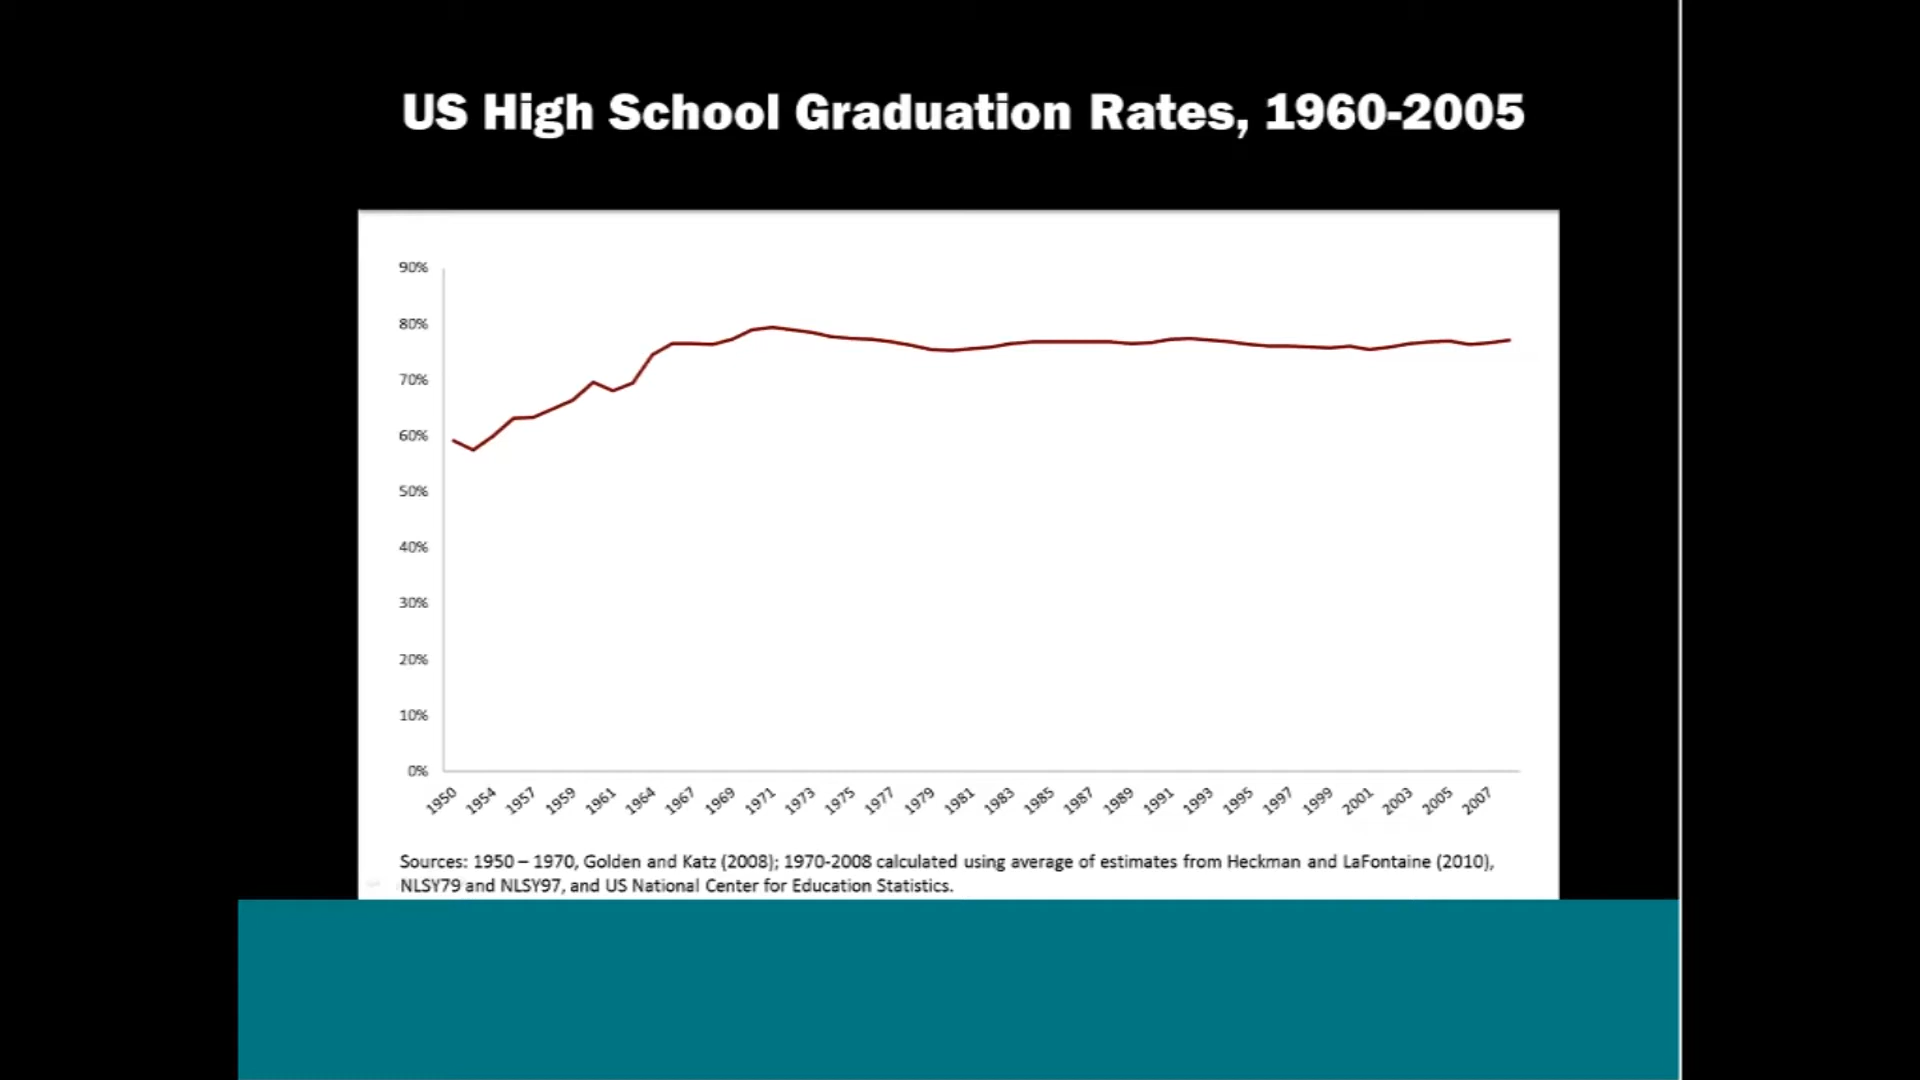 US High School Graduation Rates, 1960-2005
90%
80%
70%
60%
50%
40%
30%
20%
10%
0%
1950 1954 1957 1959 1961 1964 1967 1969 1971 1973 1975 1977 1979 1981 1983 1985 1987 1989 1991 1993 1995 1997 1999 2001 2003 2005 2007
Sources: 1950 – 1970, Golden and Katz (2008); 1970-2008 calculated using average of estimates from Heckman and LaFontaine (2010),
NLSY79 and NLSY97, and US National Center for Education Statistics.